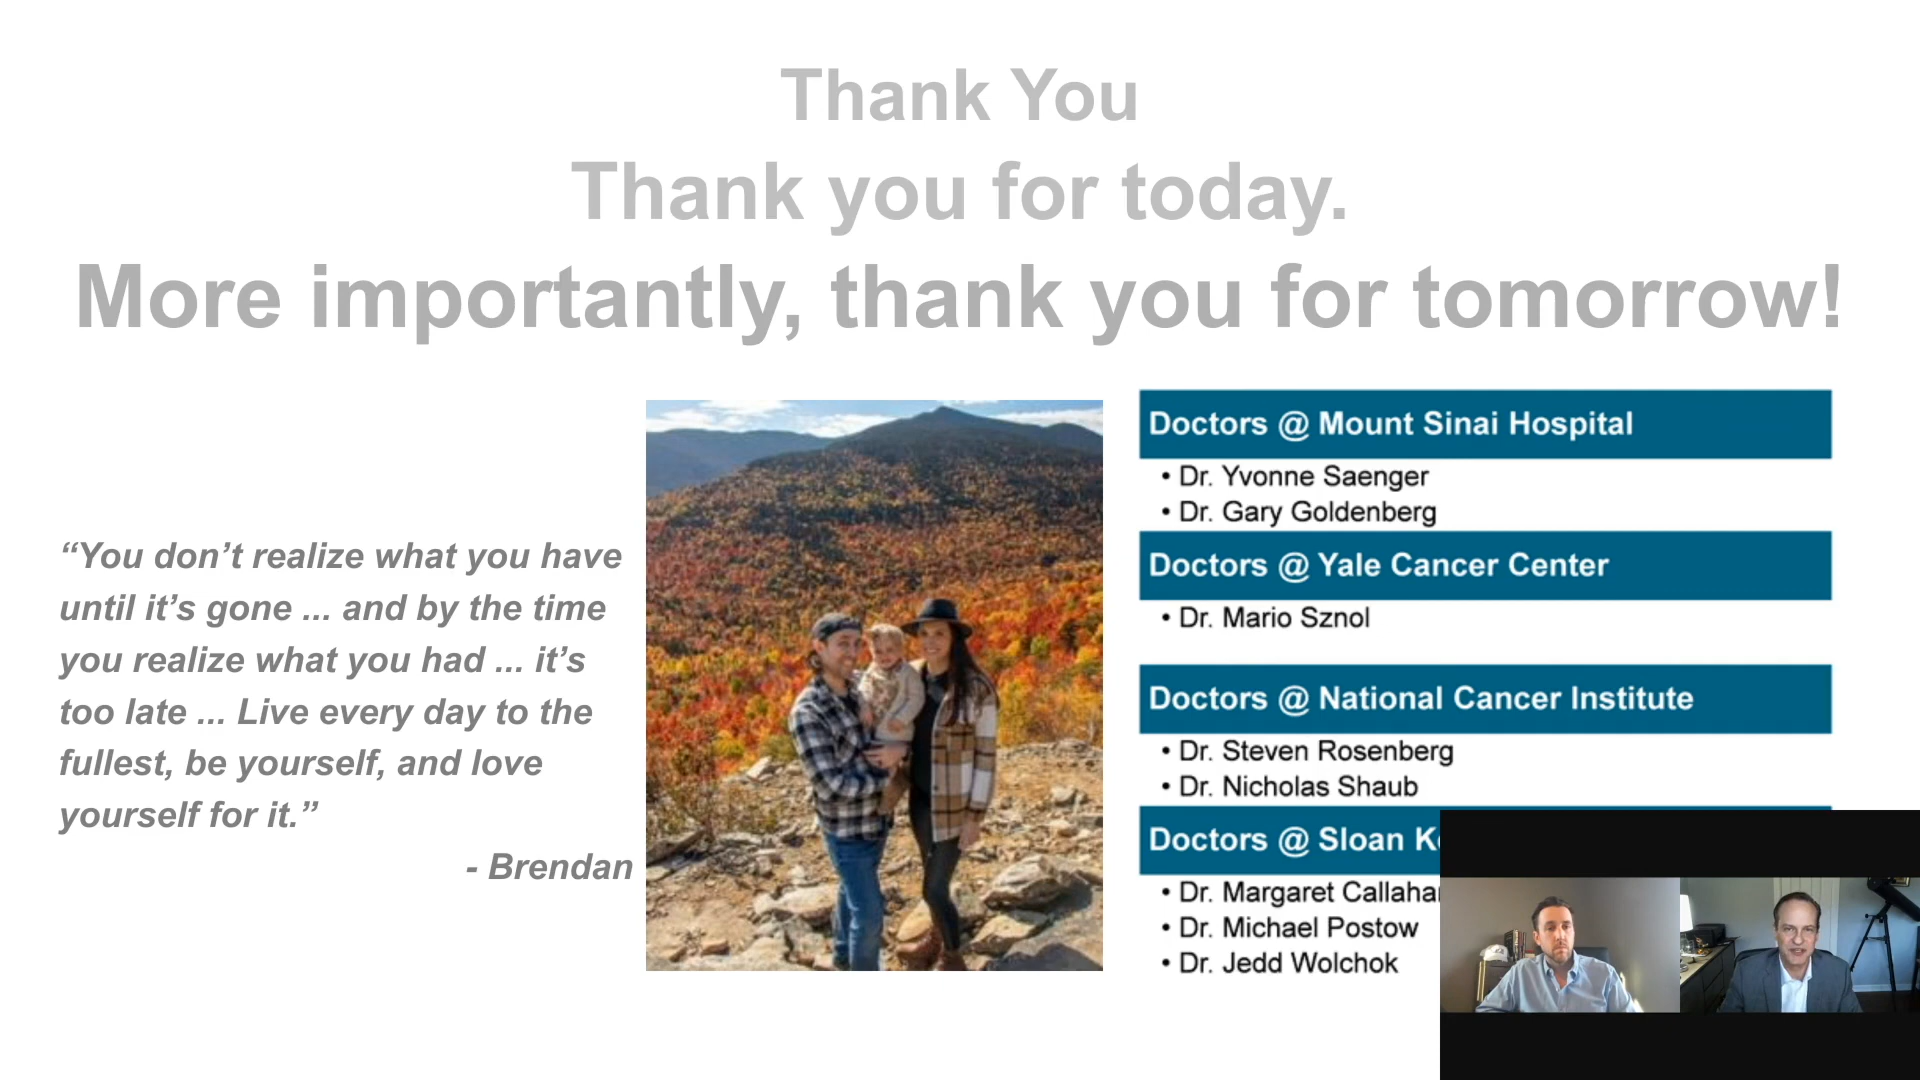 Thank You
Thank you for today.
More importantly, thank you for tomorrow!
“You don’t realize what you have
until it’s gone ... and by the time
you realize what you had ... it’s
too late ... Live every day to the
fullest, be yourself, and love
yourself for it.”
- Brendan
Doctors @ Mount Sinai Hospital
• Dr. Yvonne Saenger
• Dr. Gary Goldenberg
Doctors @ Yale Cancer Center
• Dr. Mario Sznol
Doctors @ National Cancer Institute
• Dr. Steven Rosenberg
• Dr. Nicholas Shaub
Doctors @ Sloan
• Dr. Margaret
• Dr. Michael Postow
• Dr. Jedd Wolchok